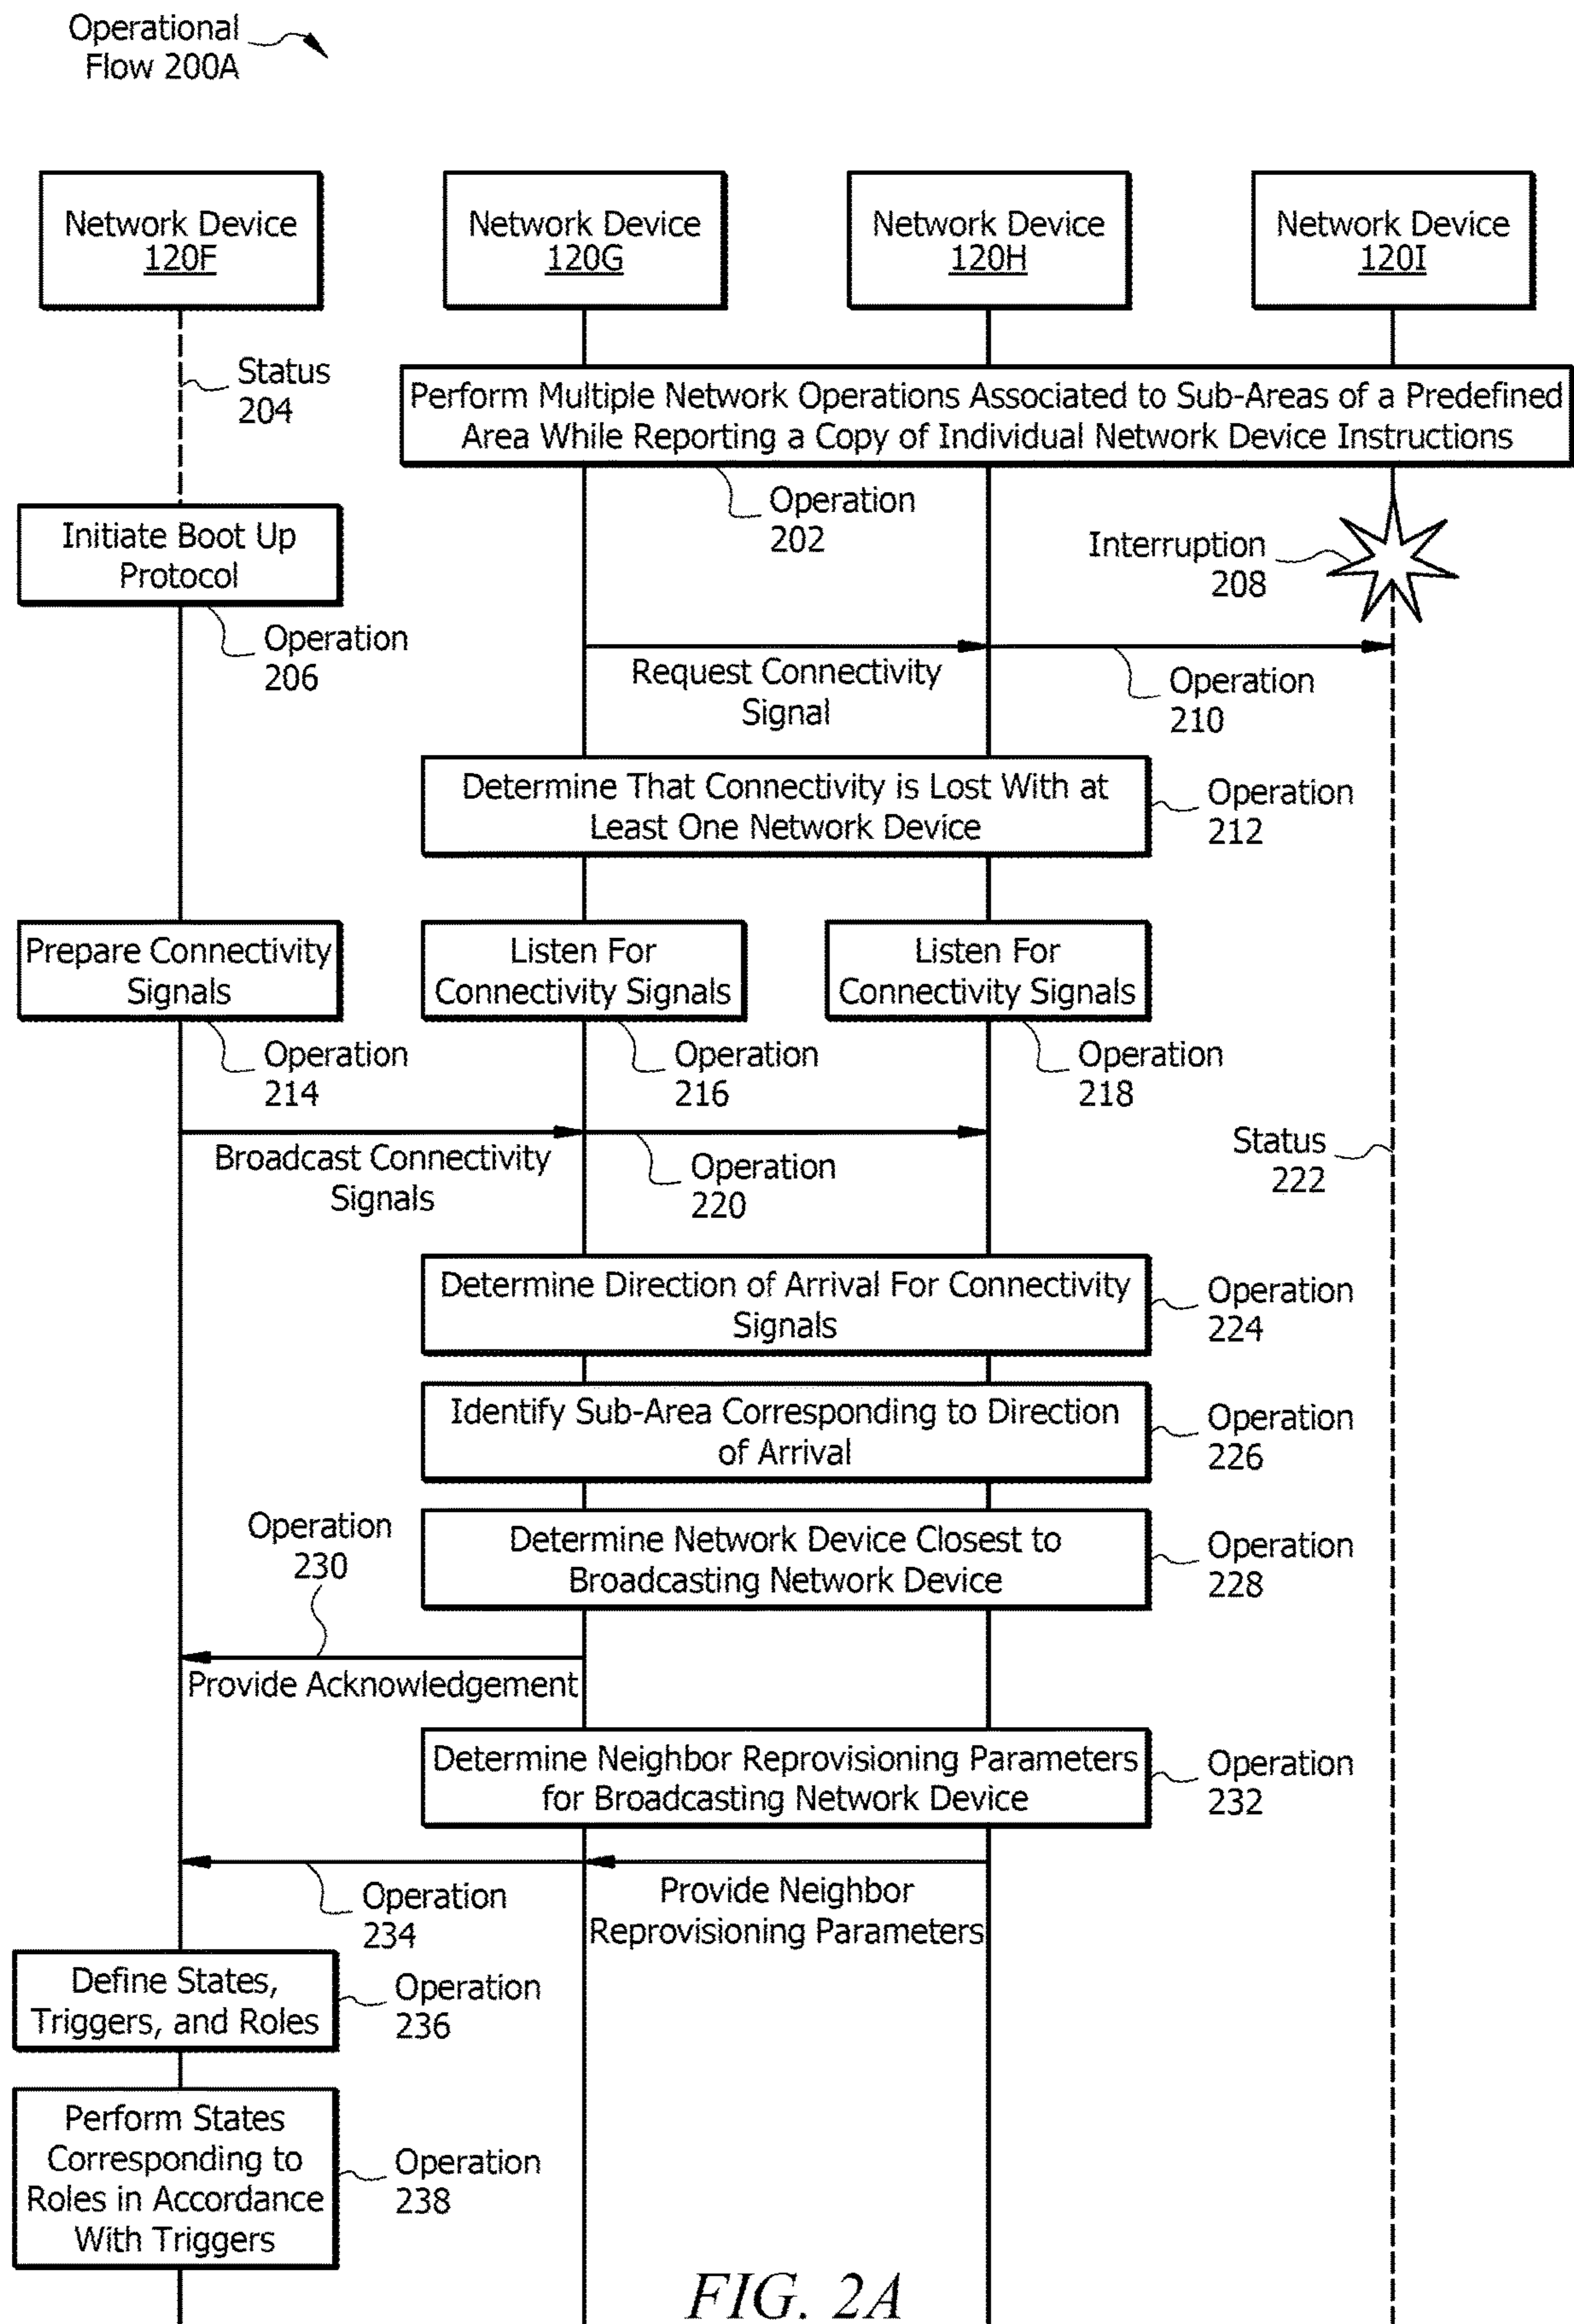 Operational
Flow 200A
Network Device
120F
Network Device
120G
Network Device
120H
Network Device
120I
Status
204
Perform Multiple Network Operations Associated to Sub-Areas of a Predefined
Area While Reporting a Copy of Individual Network Device Instructions
Operation
202
Initiate Boot Up
Protocol
Interruption
208
Operation
206
Request Connectivity
Signal
Operation
210
Determine That Connectivity is Lost With at
Least One Network Device
Operation
212
Prepare Connectivity
Signals
Listen For
Connectivity Signals
Listen For
Connectivity Signals
Operation
214
Operation
216
Operation
218
Broadcast Connectivity
Signals
Operation
220
Status
222
Determine Direction of Arrival For Connectivity
Signals
Operation
224
Identify Sub-Area Corresponding to Direction
of Arrival
Operation
226
Operation
230
Determine Network Device Closest to
Broadcasting Network Device
Operation
228
Provide Acknowledgement
Determine Neighbor Reprovisioning Parameters
for Broadcasting Network Device
Operation
232
Operation
234
Provide Neighbor
Reprovisioning Parameters
Define States,
Triggers, and Roles
Operation
236
Perform States
Corresponding to
Roles in Accordance
With Triggers
Operation
238
FIG. 2A